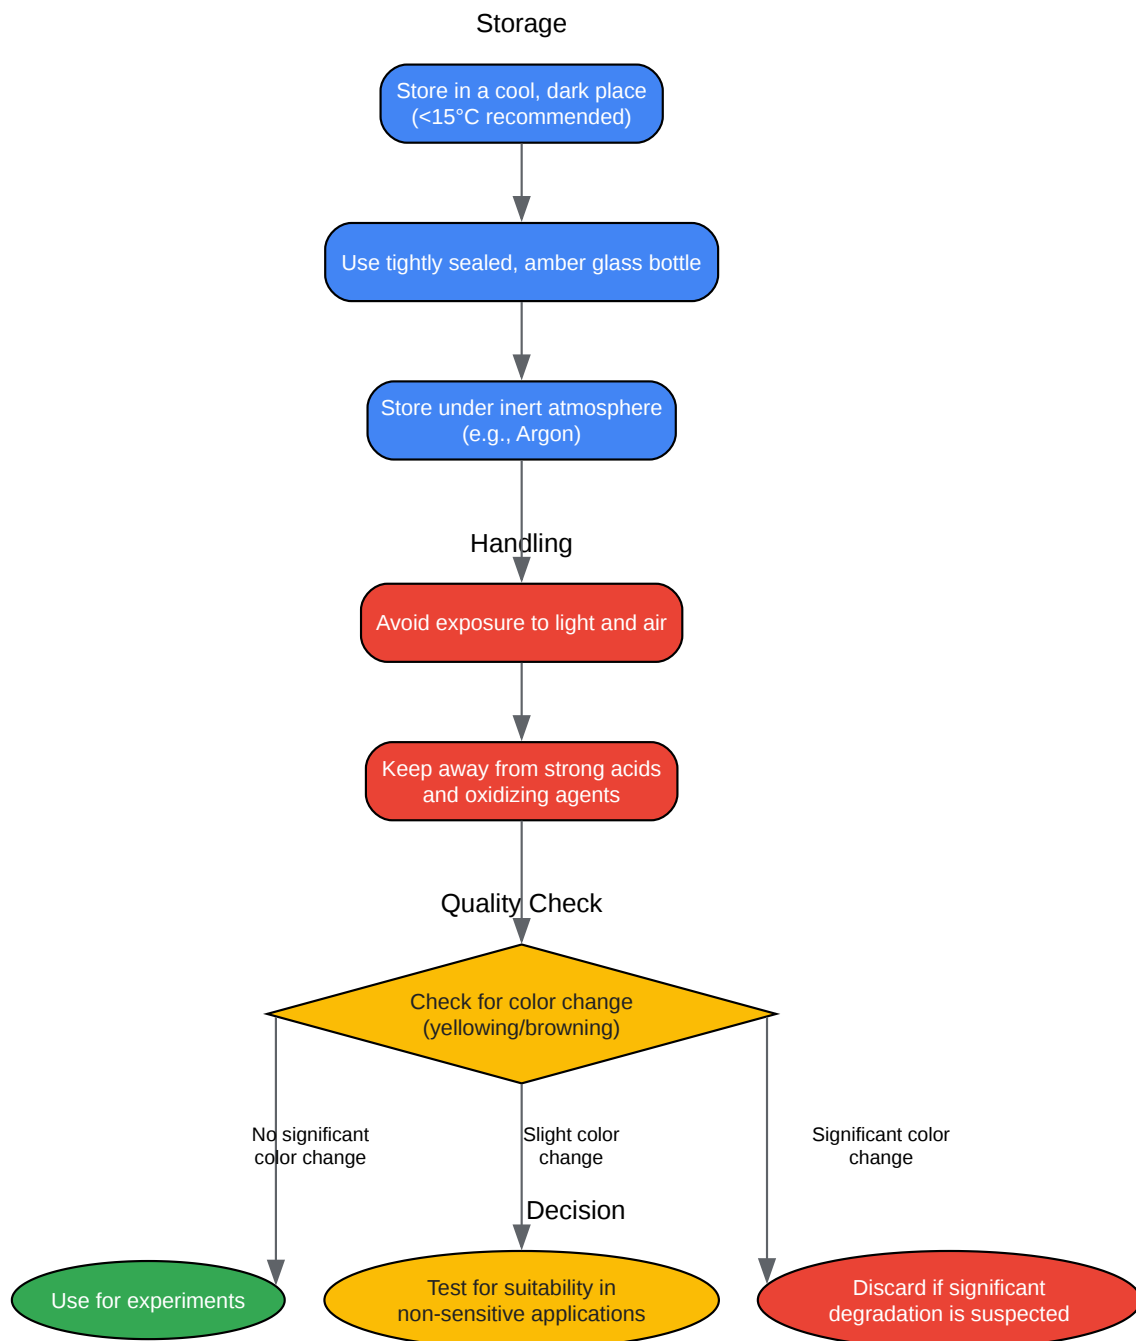 Storage
Store in a cool, dark place
(<15°C recommended)
Use tightly sealed, amber glass bottle
Store under inert atmosphere
(e.g., Argon)
Handling
Avoid exposure to light and air
Keep away from strong acids
and oxidizing agents
Quality Check
Check for color change
(yellowing/browning)
No significant
color change
Slight color
change
Significant color
change
Decision
Use for experiments
Test for suitability in
non-sensitive applications
Discard if significant
degradation is suspected